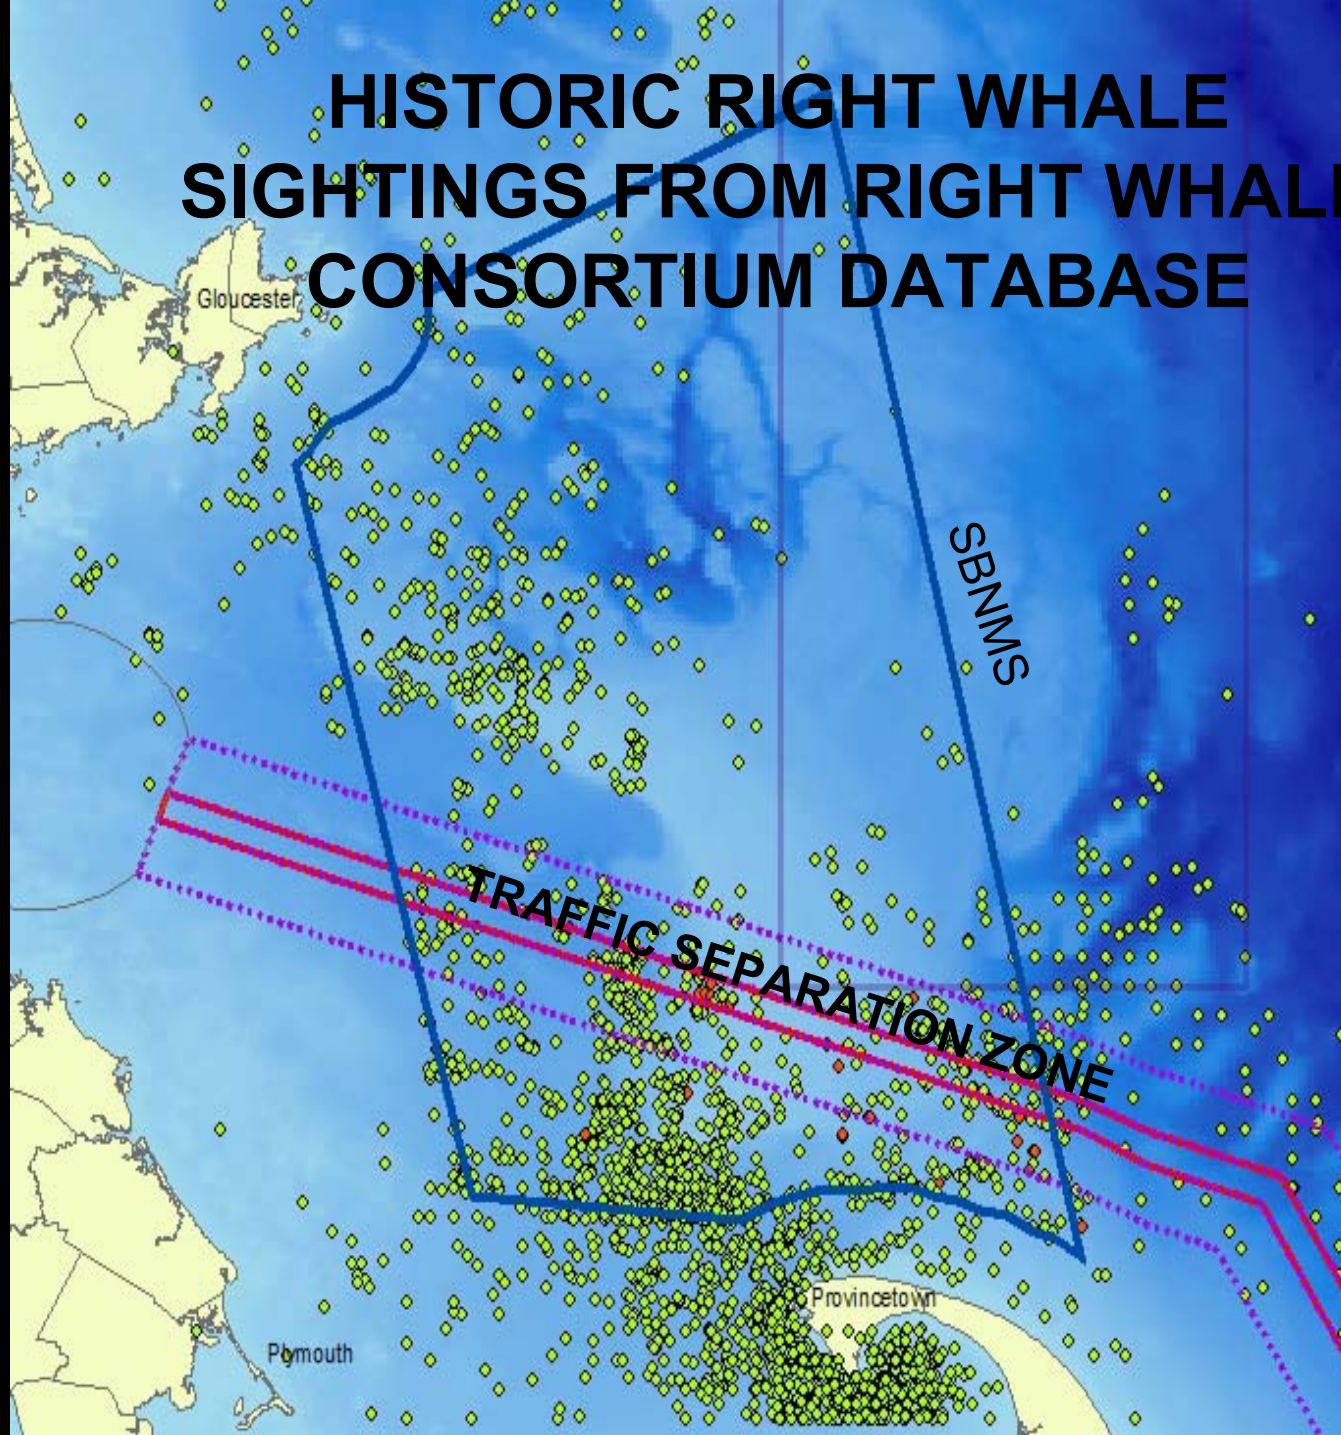 HISTORIC RIGHT WHALE
SIGHTINGS FROM RIGHT WHAL
CONSORTIUM DATABASE
Gloucester
SBNMS
TRAFFIC SEPARATION ZONE
Provincetown
Plymouth